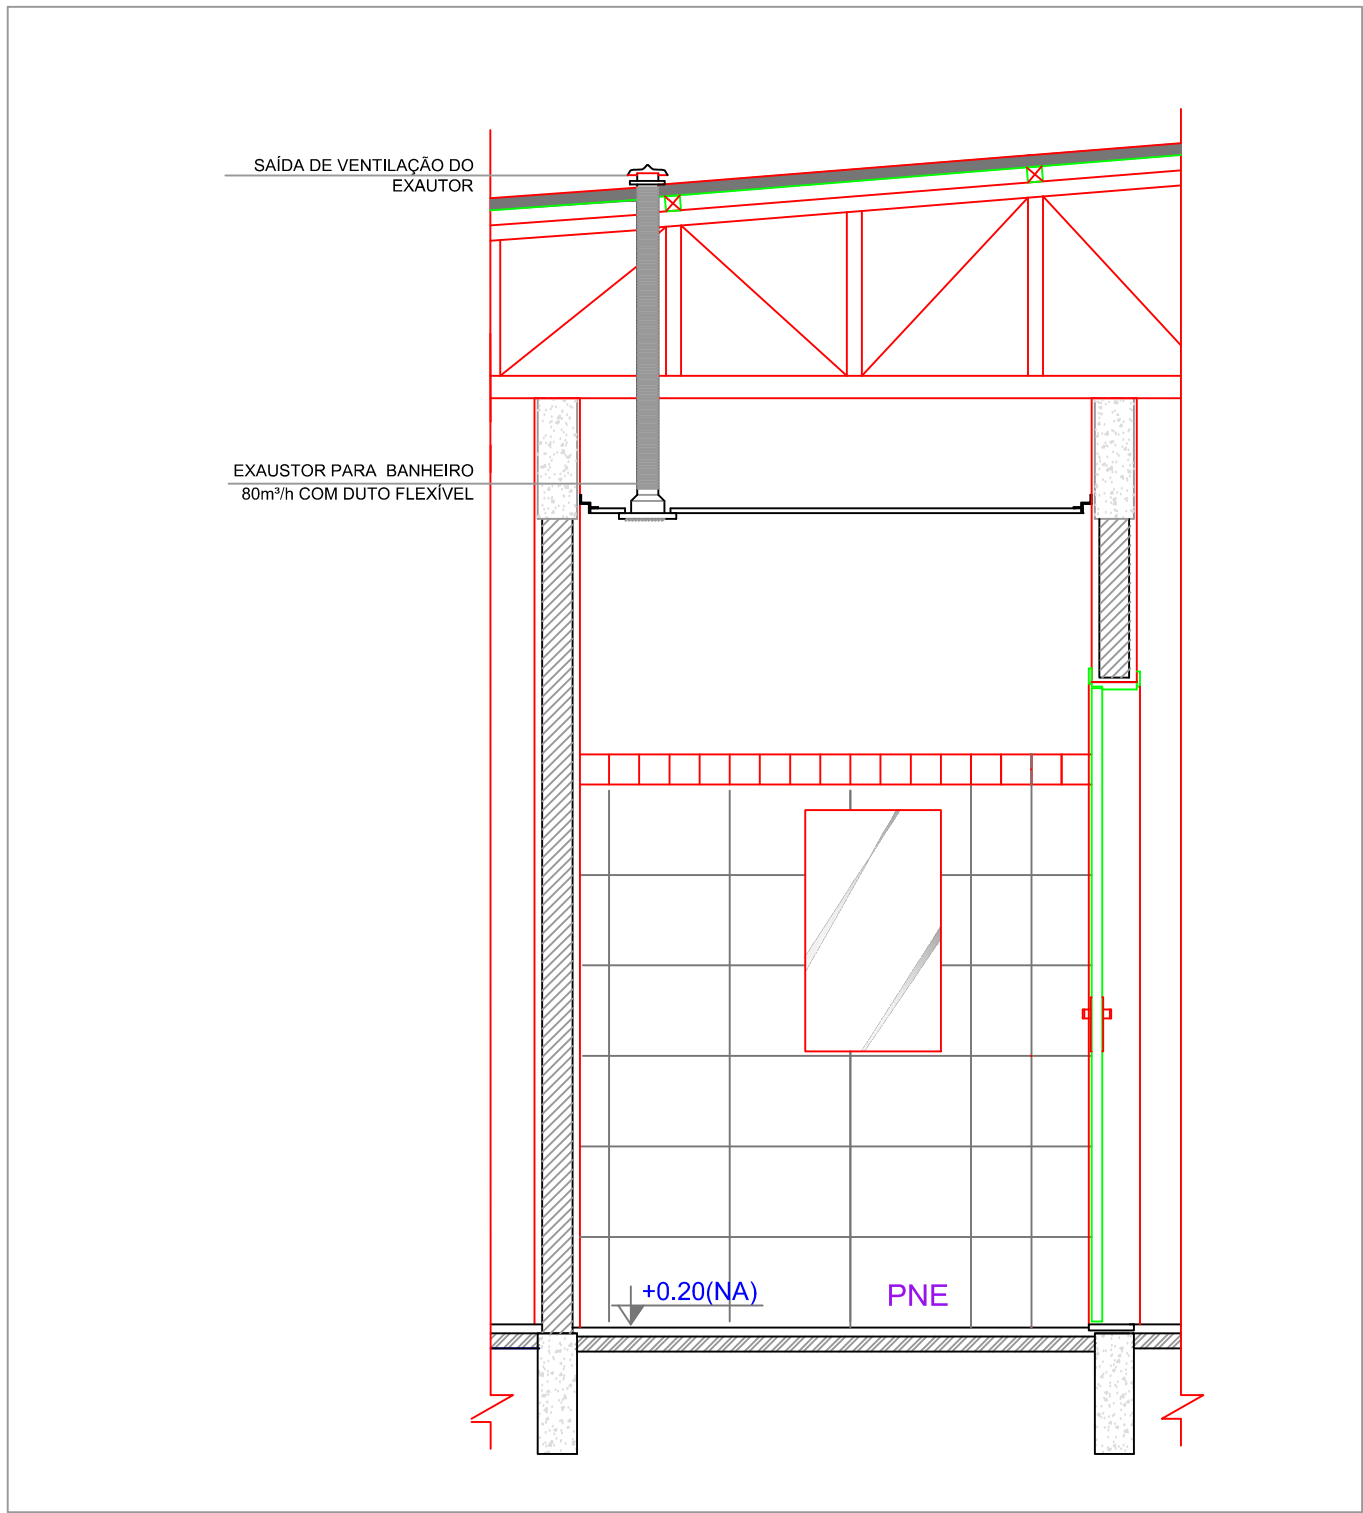 SAÍDA DE VENTILAÇÃO DO
EXAUTOR
EXAUSTOR PARA BANHEIRO
80m³/h COM DUTO FLEXÍVEL
+0.20(NA)
PNE